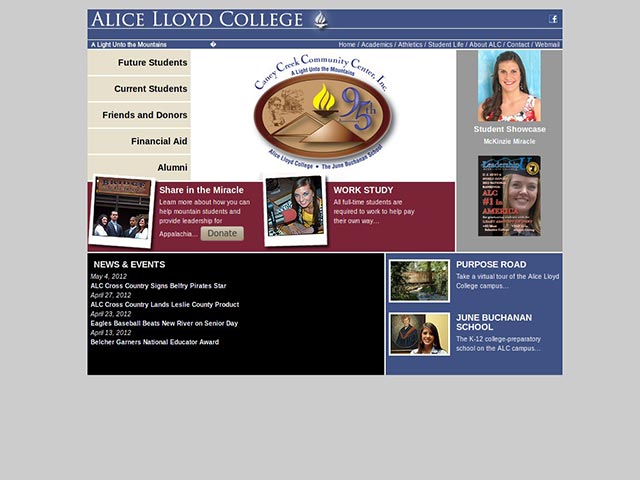 ALICE LLOYD COLLEGE
A Light Unto the Mountains �
Home / Academics / Athletics / Student Life / About ALC / Contact / Webmail
Future Students
Current Students
Friends and Donors
Financial Aid
Alumni
Caney Creek Community Center, Inc.
A Light Unto the Mountains
95th
Alice Lloyd College • The June Buchanan School
Student Showcase
McKinzie Miracle
Leadership
ALC
#1 in
AMERICA
BRIDGE
Share in the Miracle
Learn more about how you can
help mountain students and
provide leadership for
Appalachia... Donate
WORK STUDY
All full-time students are
required to work to help pay
their own way…
NEWS & EVENTS
May 4, 2012
ALC Cross Country Signs Belfry Pirates Star
April 27, 2012
ALC Cross Country Lands Leslie County Product
April 23, 2012
Eagles Baseball Beats New River on Senior Day
April 13, 2012
Belcher Garners National Educator Award
PURPOSE ROAD
Take a virtual tour of the Alice Lloyd
College campus…
JUNE BUCHANAN
SCHOOL
The K-12 college-preparatory
school on the ALC campus…